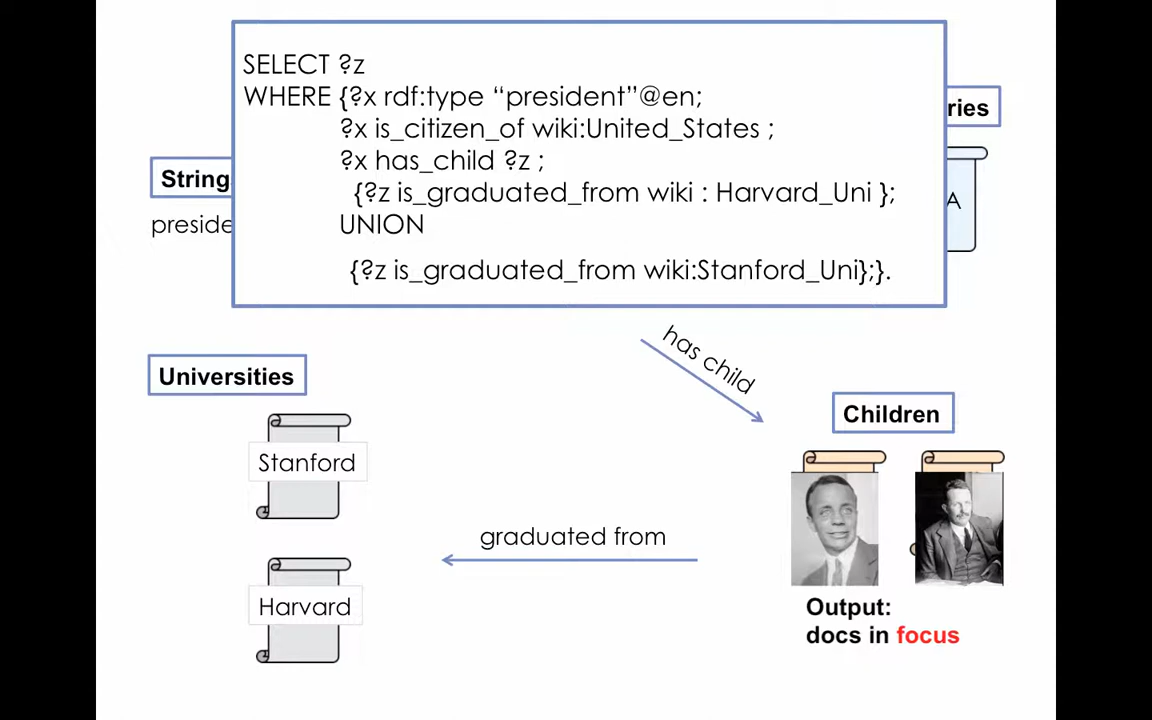 SELECT ?z
WHERE {?x rdf:type “president”@en;
?x is_citizen_of wiki:United_States ;
?x has_child ?z ;
{?z is_graduated_from wiki : Harvard_Uni };
UNION
{?z is_graduated_from wiki:Stanford_Uni};}.
ries
String
preside
A
has child
Universities
Children
Stanford
graduated from
Harvard
Output:
docs in focus